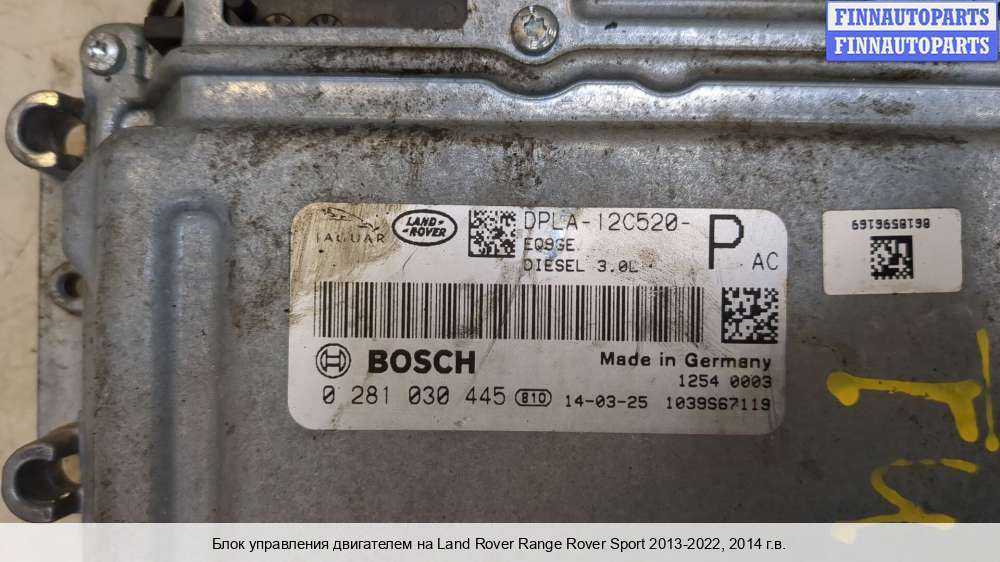 FINNAUTOPARTS
FINNAUTOPARTS
JAGUAR
LAND-
-ROVER
DPLA-12C520-
P
AC
EQ9GE
DIESEL 3.0L
8618596169
BOSCH
Made in Germany
1254 0003
0 281 030 445 810 14-03-25 1039S67119
Блок управления двигателем на Land Rover Range Rover Sport 2013-2022, 2014 г.в.